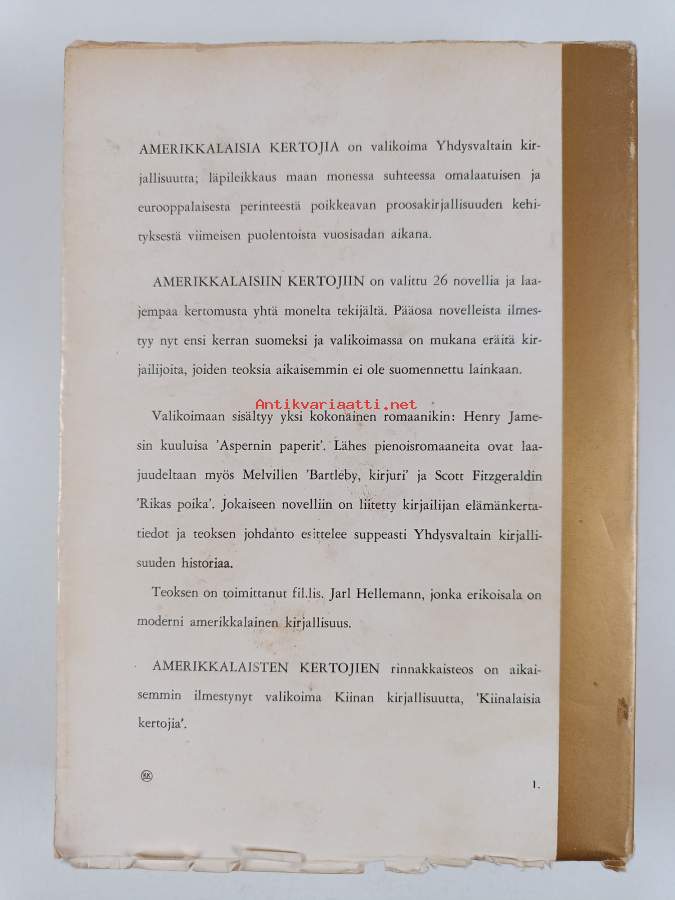 AMERIKKALAISIA KERTOJIA on valikoima Yhdysvaltain kir-
jallisuutta; läpileikkaus maan monessa suhteessa omalaatuisen ja
eurooppalaisesta perinteestä poikkeavan proosakirjallisuuden kehi-
tyksestä viimeisen puolentoista vuosisadan aikana.
AMERIKKALAISIIN KERTOJIIN on valittu 26 novellia ja laa-
jempaa kertomusta yhtä monelta tekijältä. Pääosa novelleista ilmes-
tyy nyt ensi kerran suomeksi ja valikoimassa on mukana eräitä kir-
jailijoita, joiden teoksia aikaisemmin ei ole suomennettu lainkaan.
Antikvariaatti.net
Valikoimaan sisältyy yksi kokonainen romaanikin: Henry Jame-
sin kuuluisa 'Aspernin paperit'. Lähes pienoisromaaneita ovat laa-
juudeltaan myös Melvillen 'Bartleby, kirjuri' ja Scott Fitzgeraldin
'Rikas poika'. Jokaiseen novelliin on liitetty kirjailijan elämänkerta-
tiedot ja teoksen johdanto esittelee suppeasti Yhdysvaltain kirjalli-
suuden historiaa.
Teoksen on toimittanut fil.lis. Jarl Hellemann, jonka erikoisala on
moderni amerikkalainen kirjallisuus.
AMERIKKALAISTEN KERTOJIEN rinnakkaisteos on aikai-
semmin ilmestynyt valikoima Kiinan kirjallisuutta, 'Kiinalaisia
kertojia'.
KK
1.